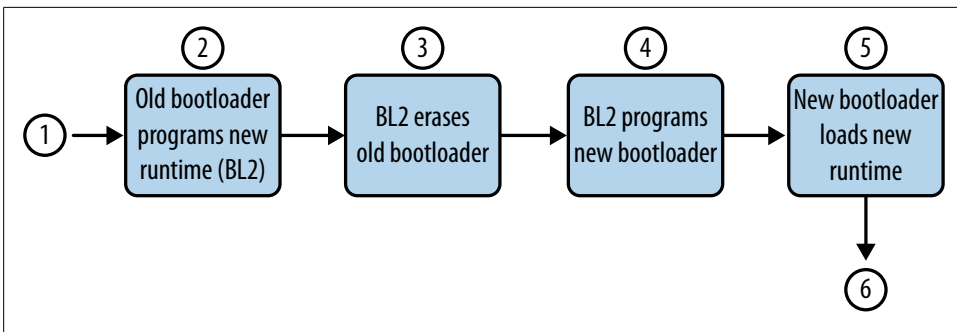 2
3
4
5
1
Old bootloader
programs new
runtime (BL2)
BL2 erases
old bootloader
BL2 programs
new bootloader
New bootloader
loads new
runtime
6